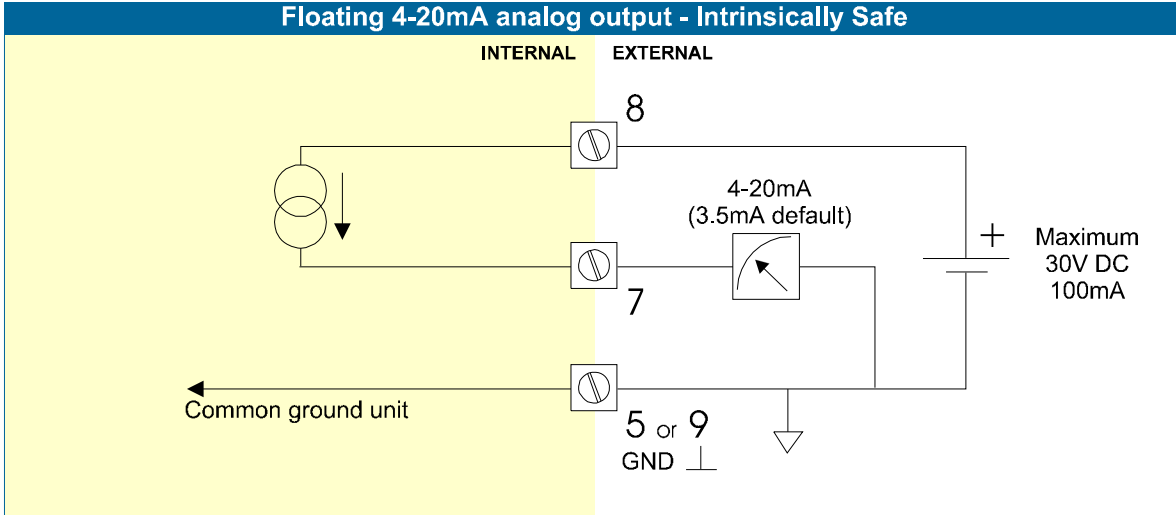 Floating 4-20mA analog output - Intrinsically Safe
INTERNAL EXTERNAL
8
4-20mA
(3.5mA default)
+
Maximum
30V DC
100mA
7
Common ground unit
5 or 9
GND